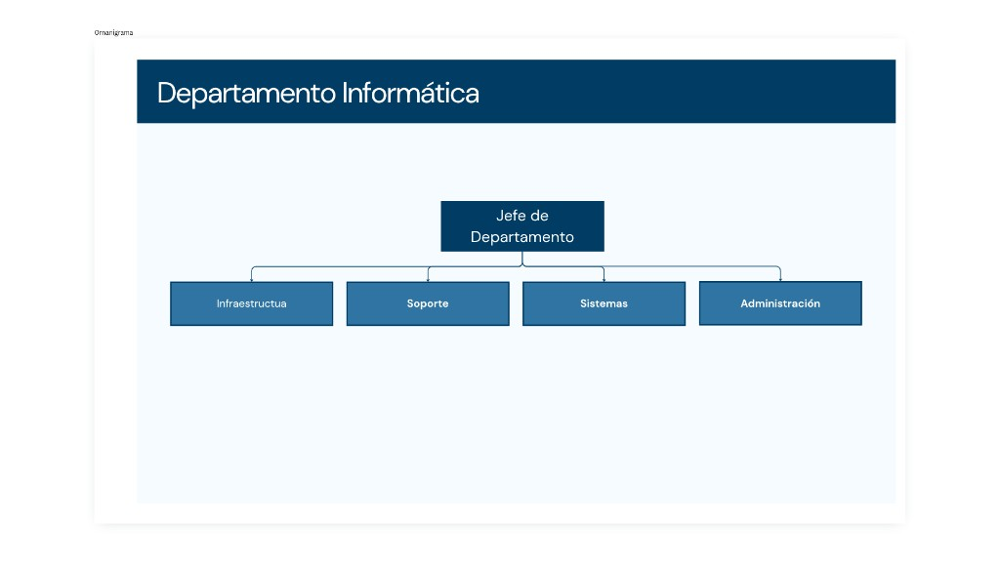 Ornanigrama
Departamento Informática
Jefe de
Departamento
Infraestructua
Soporte
Sistemas
Administración